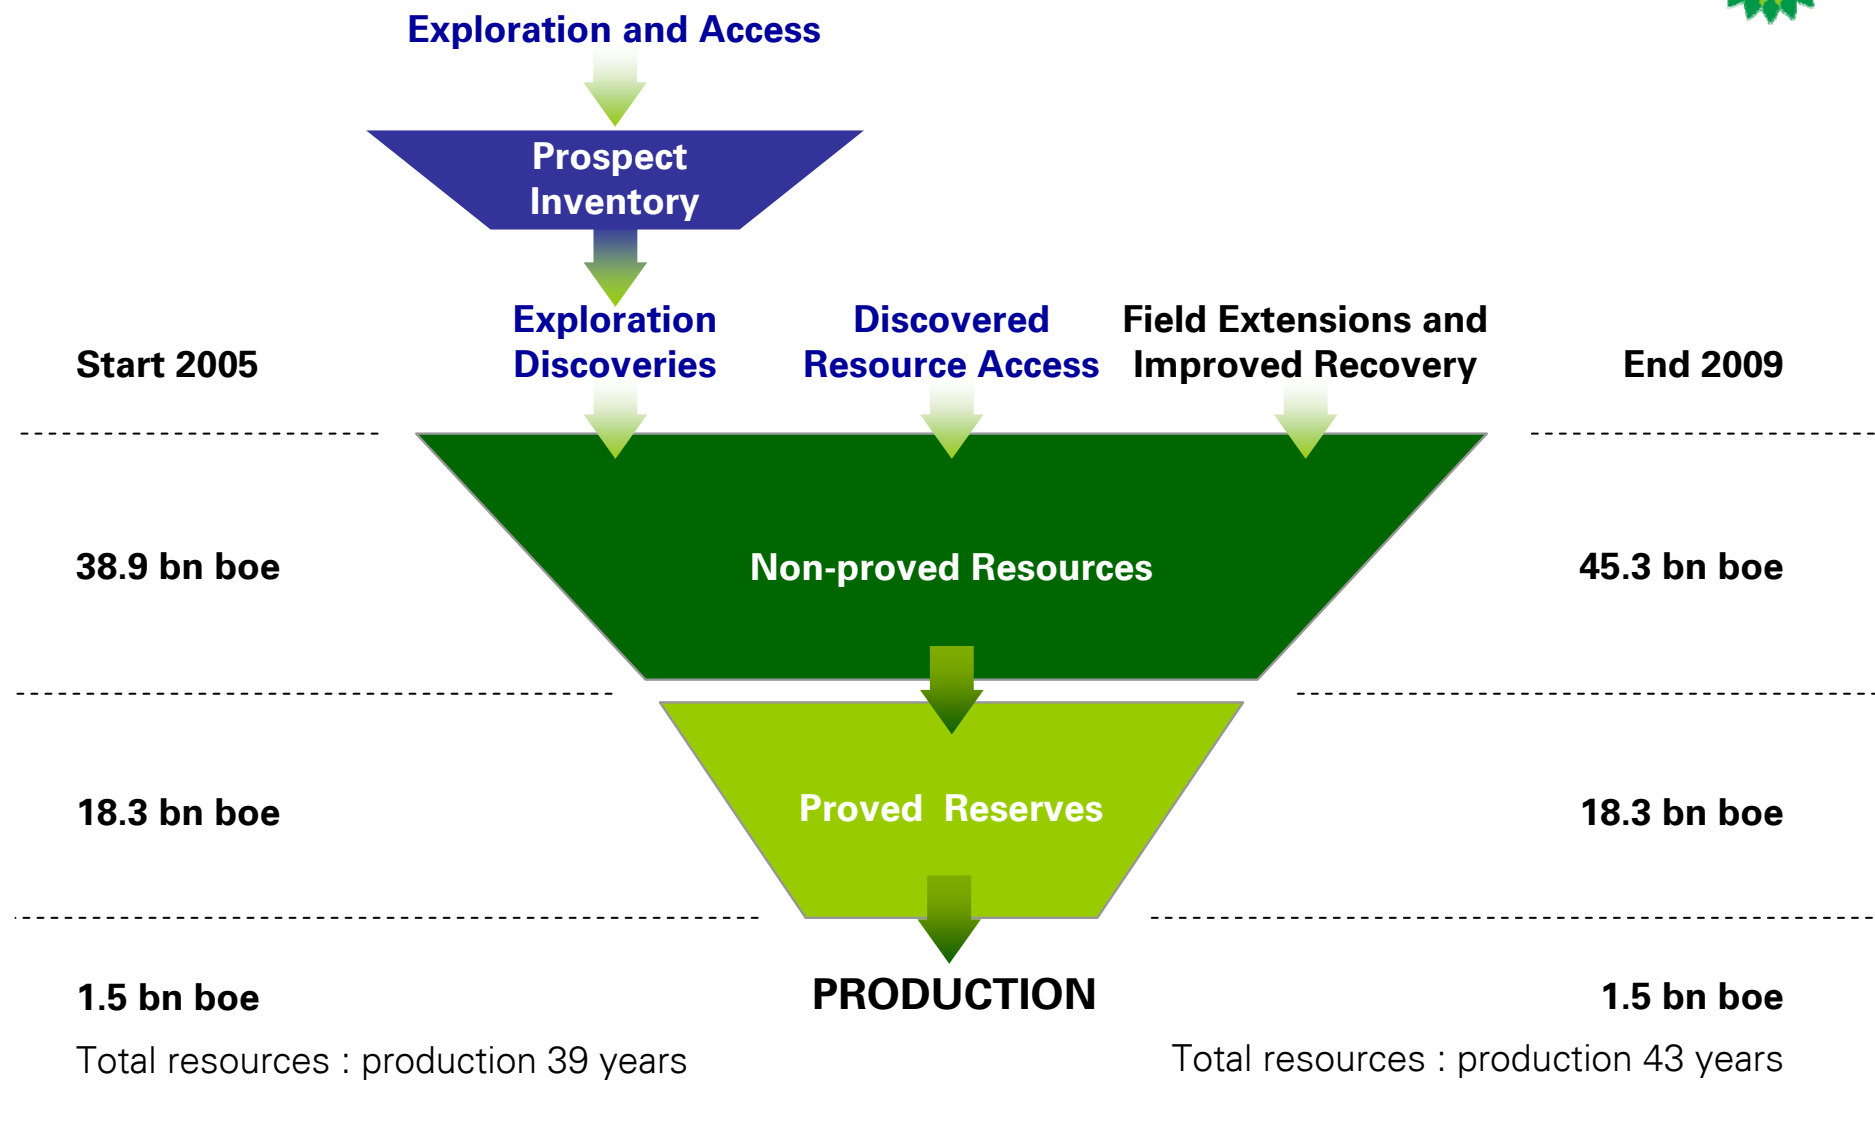 Exploration and Access
Prospect
Inventory
Exploration
Discoveries
Discovered
Resource Access
Field Extensions and
Improved Recovery
Start 2005
End 2009
38.9 bn boe
Non-proved Resources
45.3 bn boe
18.3 bn boe
Proved Reserves
18.3 bn boe
1.5 bn boe
PRODUCTION
1.5 bn boe
Total resources : production 39 years
Total resources : production 43 years